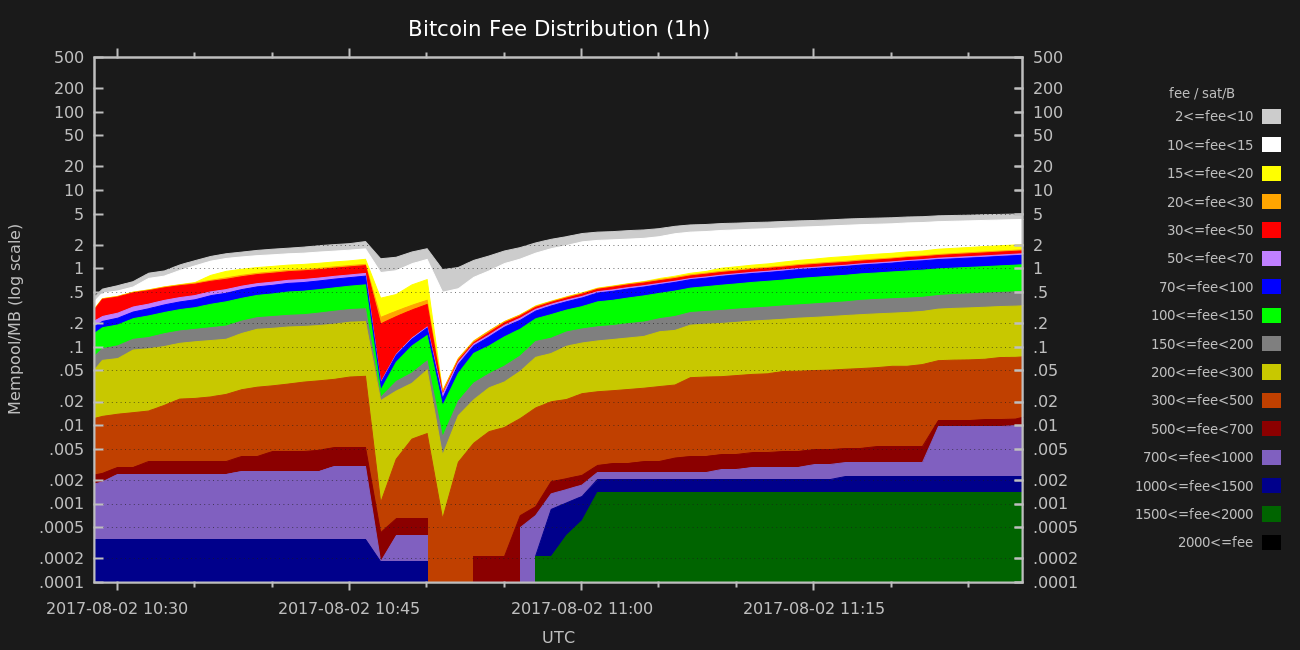 Bitcoin Fee Distribution (1h)
Mempool/MB (log scale)
500
200
100
50
20
10
5
2
1
.5
.2
.1
.05
.02
.01
.005
.002
.001
.0005
.0002
.0001
500
200
100
50
20
10
5
2
1
.5
.2
.1
.05
.02
.01
.005
.002
.001
.0005
.0002
.0001
2017-08-02 10:30
2017-08-02 10:45
2017-08-02 11:00
2017-08-02 11:15
UTC
fee / sat/B
2<=fee<10
10<=fee<15
15<=fee<20
20<=fee<30
30<=fee<50
50<=fee<70
70<=fee<100
100<=fee<150
150<=fee<200
200<=fee<300
300<=fee<500
500<=fee<700
700<=fee<1000
1000<=fee<1500
1500<=fee<2000
2000<=fee